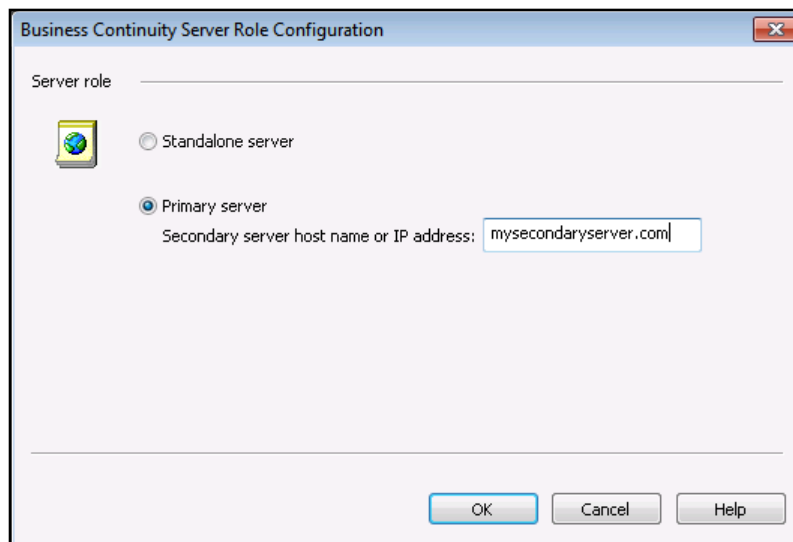 Business Continuity Server Role Configuration
Server role
Standalone server
Primary server
Secondary server host name or IP address: mysecondaryserver.com
OK Cancel Help